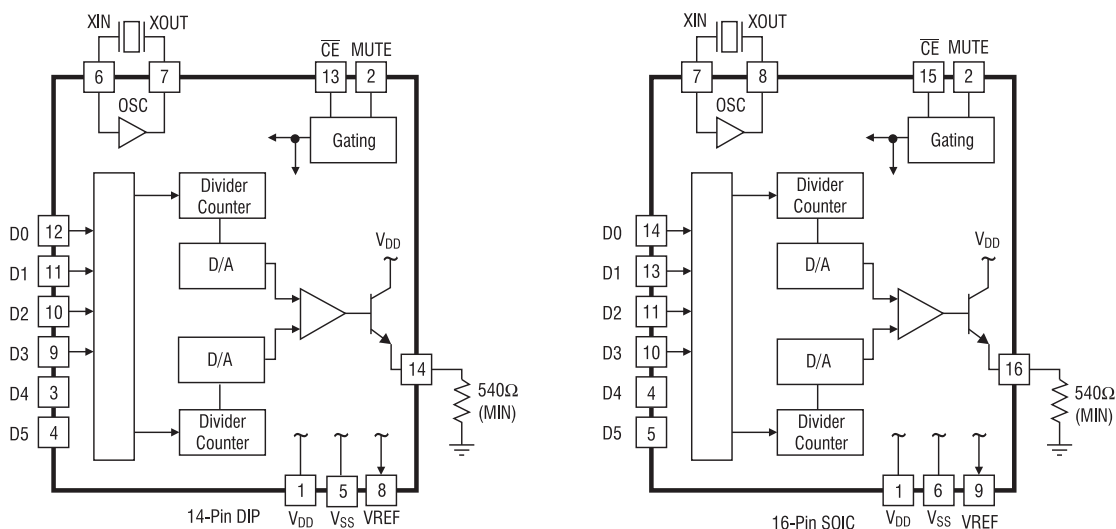 XIN XOUT
CE MUTE
6 7 13 2
OSC
Gating
Divider
Counter
D0 12
D1 11
D2 10
D3 9
D4 3
D5 4
D/A
VDD
D/A
14
540Ω
(MIN)
Divider
Counter
1 5 8
14-Pin DIP
VDD VSS VREF
XIN XOUT
CE MUTE
7 8 15 2
OSC
Gating
Divider
Counter
D0 14
D1 13
D2 11
D3 10
D4 4
D5 5
D/A
VDD
D/A
16
540Ω
(MIN)
Divider
Counter
1 6 9
16-Pin SOIC
VDD VSS VREF